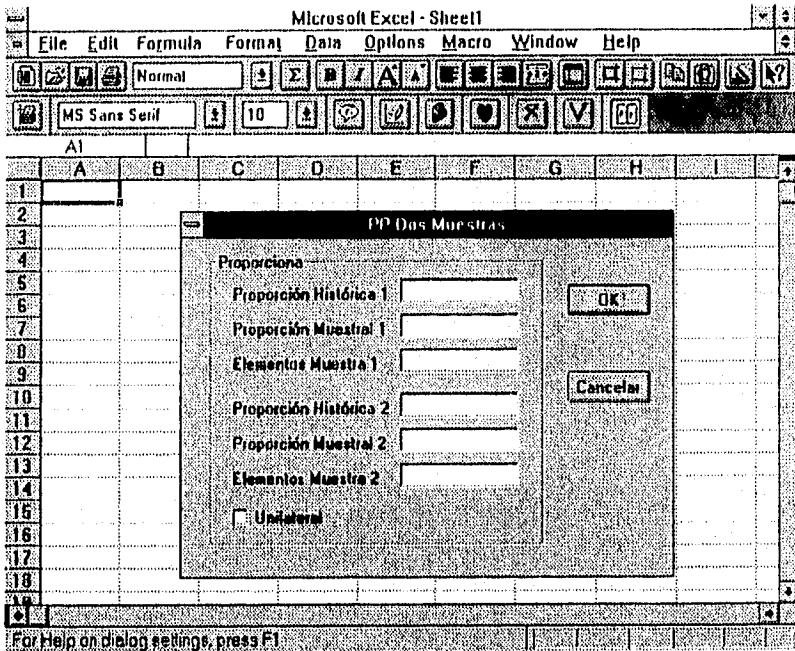 Microsoft Excel - Sheet1
File Edit Formula Format Data Options Macro Window Help
Normal Σ B I A A
MS Sans Serif 10
A1
A B C D E F G H I
1
2
3
4
5
6
7
8
9
10
11
12
13
14
15
16
17
18
19
PP Dos Muestras
Proporciona
Proporción Histórica 1
OK!
Proporción Muestral 1
Elementos Muestra 1
Cancelar
Proporción Histórica 2
Proporción Muestral 2
Elementos Muestra 2
Unilateral
For Help on dialog settings, press F1